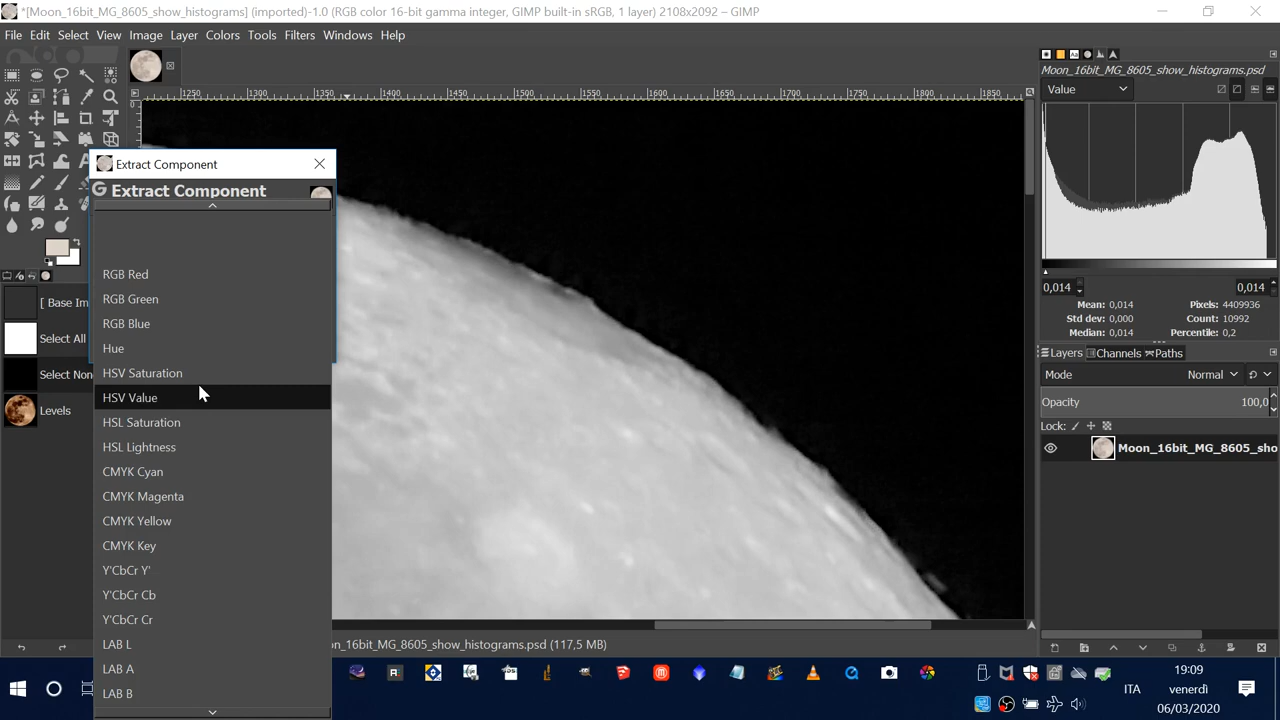 *[Moon_16bit_MG_8605_show_histograms] (imported)-1.0 (RGB color 16-bit gamma integer, GIMP built-in sRGB, 1 layer) 2108x2092 – GIMP
File Edit Select View Image Layer Colors Tools Filters Windows Help
1250 1300 1350 1400 1450 1500 1550 1600 1650 1700 1750 1800 1850
Moon_16bit_MG_8605_show_histograms.psd
Value
Extract Component
Extract Component
RGB Red
RGB Green
RGB Blue
Hue
HSV Saturation
HSV Value
HSL Saturation
HSL Lightness
CMYK Cyan
CMYK Magenta
CMYK Yellow
CMYK Key
Y'CbCr Y'
Y'CbCr Cb
Y'CbCr Cr
LAB L
LAB A
LAB B
[ Base Im
Select All
Select Non
Levels
0,014 0,014
Mean: 0,014 Pixels: 4409936
Std dev: 0,000 Count: 10992
Median: 0,014 Percentile: 0,2
Layers Channels Paths
Mode Normal
Opacity 100,0
Lock:
Moon_16bit_MG_8605_sho
on_16bit_MG_8605_show_histograms.psd (117,5 MB)
ITA
19:09
venerdì
06/03/2020